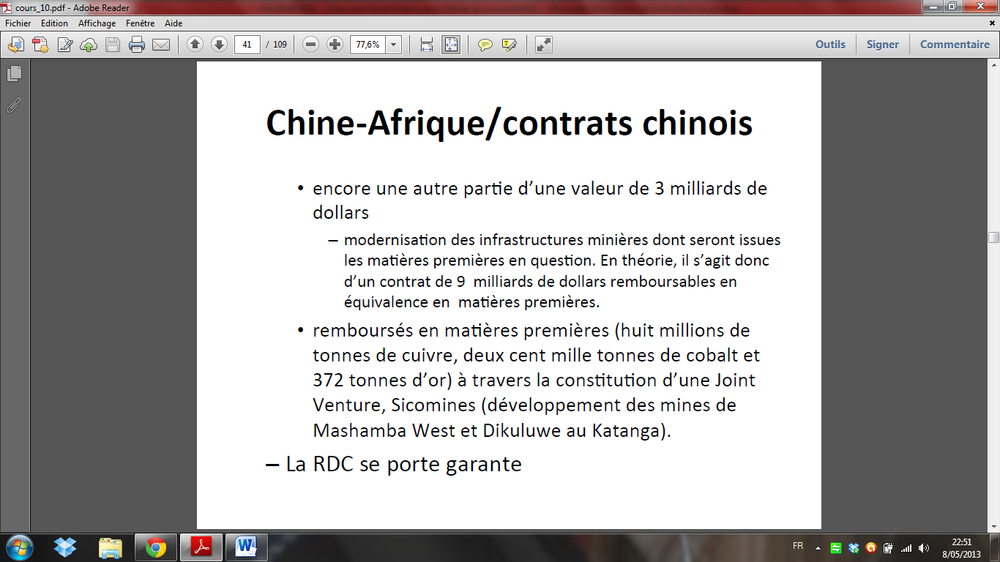 cours_10.pdf - Adobe Reader
Fichier Edition Affichage Fenêtre Aide
41 / 109 77,6% Outils Signer Commentaire
Chine-Afrique/contrats chinois
• encore une autre partie d’une valeur de 3 milliards de
dollars
– modernisation des infrastructures minières dont seront issues
les matières premières en question. En théorie, il s’agit donc
d’un contrat de 9 milliards de dollars remboursables en
équivalence en matières premières.
• remboursés en matières premières (huit millions de
tonnes de cuivre, deux cent mille tonnes de cobalt et
372 tonnes d’or) à travers la constitution d’une Joint
Venture, Sicomines (développement des mines de
Mashamba West et Dikuluwe au Katanga).
– La RDC se porte garante
FR 22:51
8/05/2013